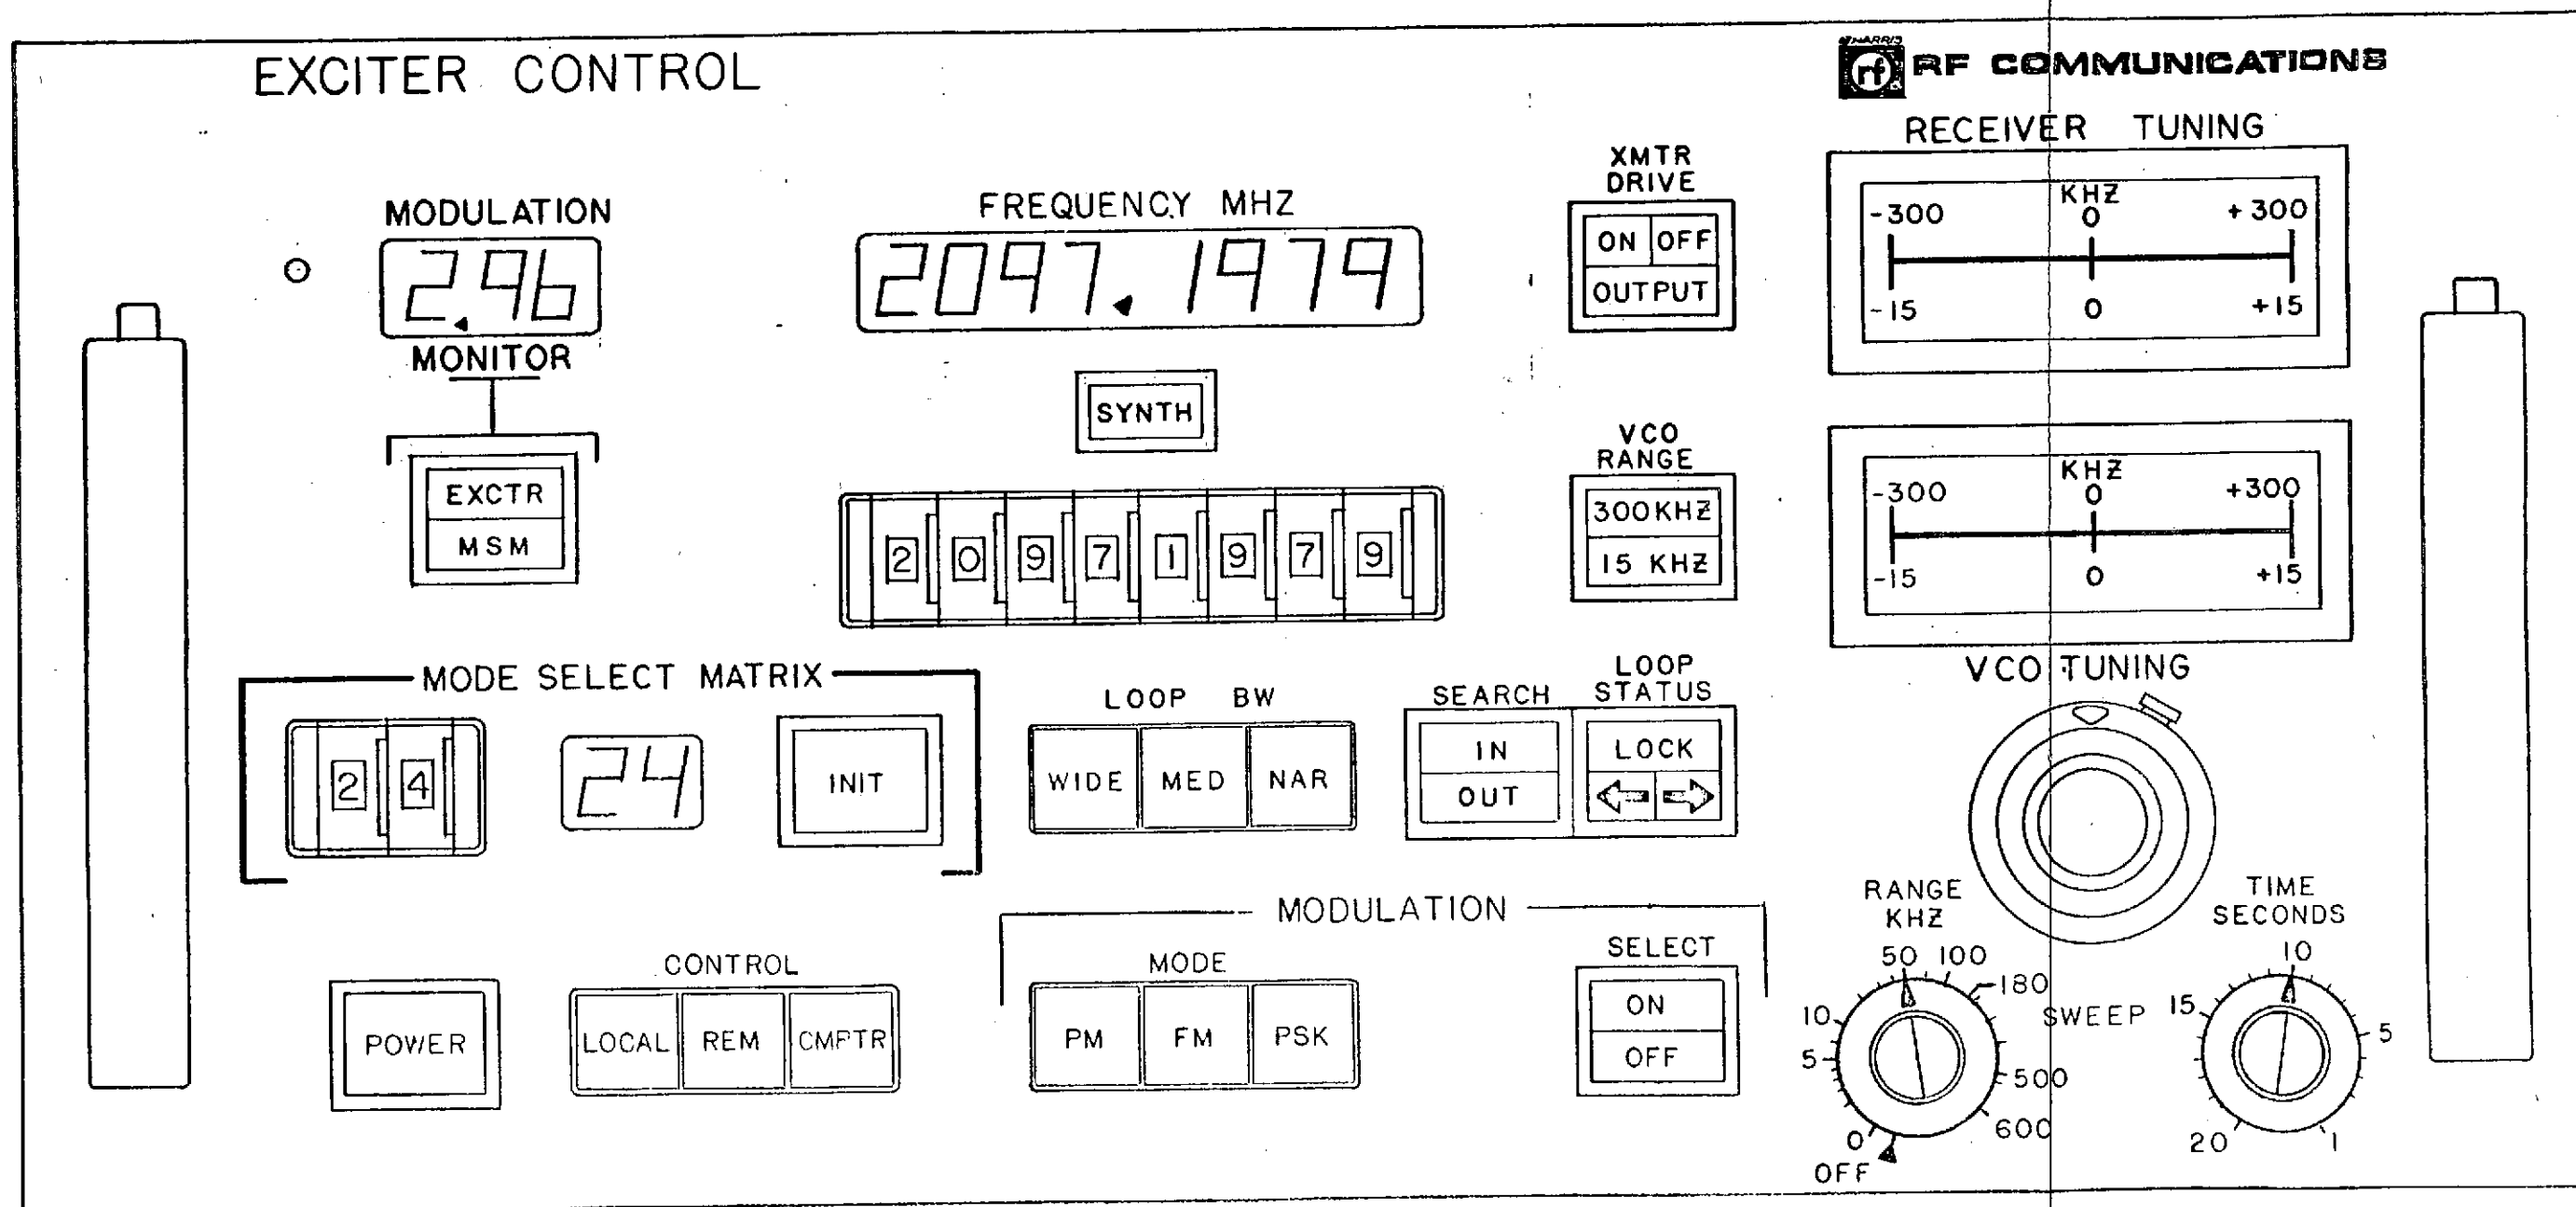 EXCITER CONTROL
HARRIS
rf RF COMMUNICATIONS
MODULATION
2.96
MONITOR
EXCTR
MSM
FREQUENCY MHZ
2097.1979
SYNTH
2 0 9 7 1 9 7 9
XMTR
DRIVE
ON OFF
OUTPUT
VCO
RANGE
300KHZ
15 KHZ
RECEIVER TUNING
KHZ
-300 0 +300
-15 0 +15
KHZ
-300 0 +300
-15 0 +15
VCO TUNING
MODE SELECT MATRIX
2 4
24
INIT
LOOP BW
WIDE MED NAR
SEARCH
IN
OUT
LOOP
STATUS
LOCK
POWER
CONTROL
LOCAL REM CMPTR
MODULATION
MODE
PM FM PSK
SELECT
ON
OFF
RANGE
KHZ
50 100
180
10
5
500
600
0
OFF
SWEEP
TIME
SECONDS
10
15
5
20
1